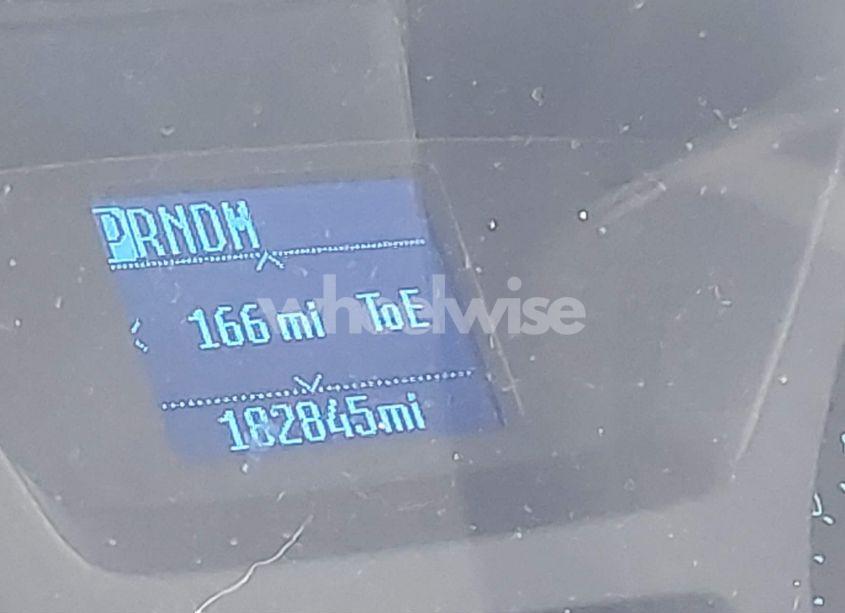 PRNDM
166 mi ToE
wheelwise
182845mi